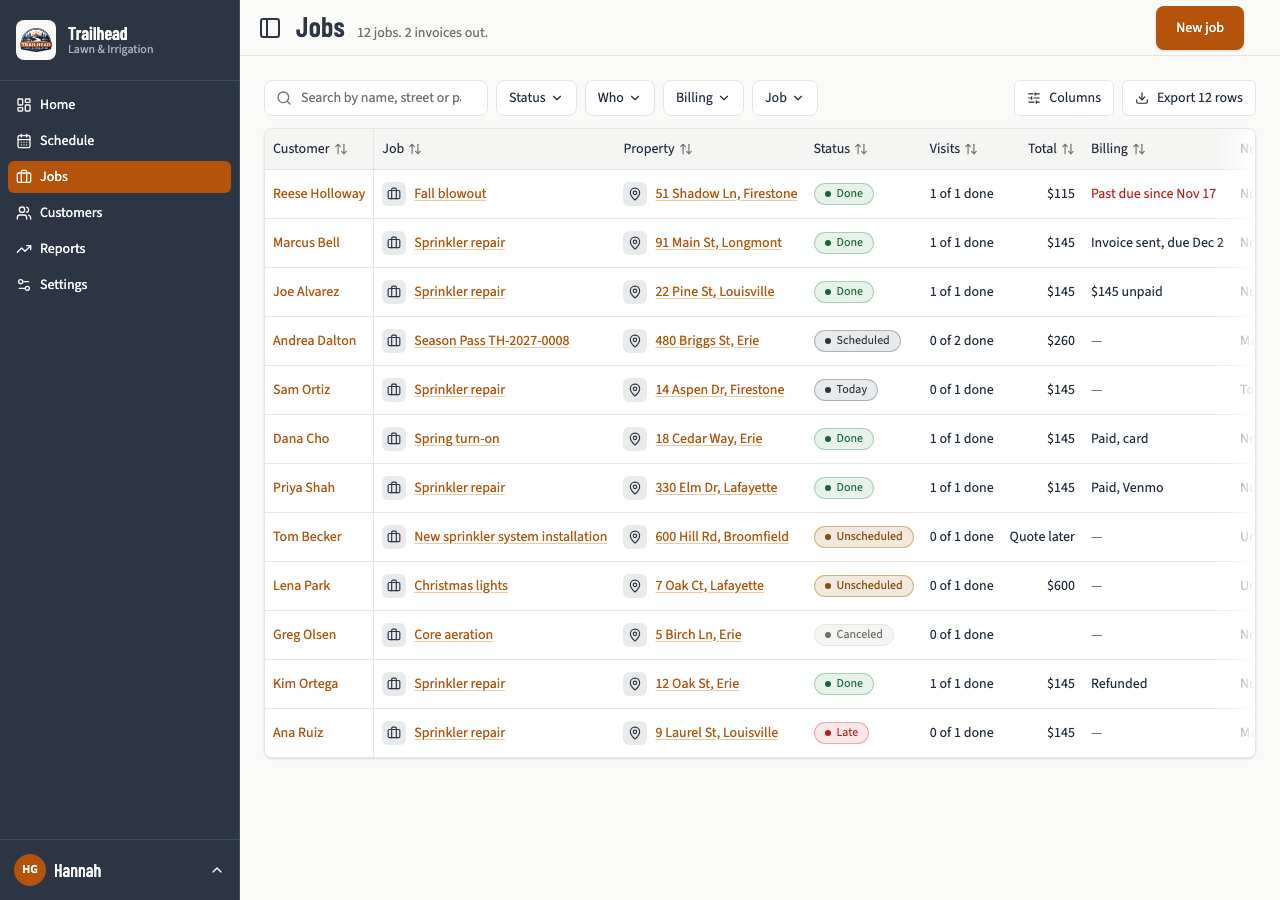 TRAILHEAD
Trailhead
Lawn & Irrigation
Home
Schedule
Jobs
Customers
Reports
Settings
HG Hannah
Jobs 12 jobs. 2 invoices out. New job
Search by name, street or p Status Who Billing Job Columns Export 12 rows
Customer Job Property Status Visits Total Billing
Reese Holloway Fall blowout 51 Shadow Ln, Firestone Done 1 of 1 done $115 Past due since Nov 17
Marcus Bell Sprinkler repair 91 Main St, Longmont Done 1 of 1 done $145 Invoice sent, due Dec 2
Joe Alvarez Sprinkler repair 22 Pine St, Louisville Done 1 of 1 done $145 $145 unpaid
Andrea Dalton Season Pass TH-2027-0008 480 Briggs St, Erie Scheduled 0 of 2 done $260 —
Sam Ortiz Sprinkler repair 14 Aspen Dr, Firestone Today 0 of 1 done $145 —
Dana Cho Spring turn-on 18 Cedar Way, Erie Done 1 of 1 done $145 Paid, card
Priya Shah Sprinkler repair 330 Elm Dr, Lafayette Done 1 of 1 done $145 Paid, Venmo
Tom Becker New sprinkler system installation 600 Hill Rd, Broomfield Unscheduled 0 of 1 done Quote later —
Lena Park Christmas lights 7 Oak Ct, Lafayette Unscheduled 0 of 1 done $600 —
Greg Olsen Core aeration 5 Birch Ln, Erie Canceled 0 of 1 done —
Kim Ortega Sprinkler repair 12 Oak St, Erie Done 1 of 1 done $145 Refunded
Ana Ruiz Sprinkler repair 9 Laurel St, Louisville Late 0 of 1 done $145 —